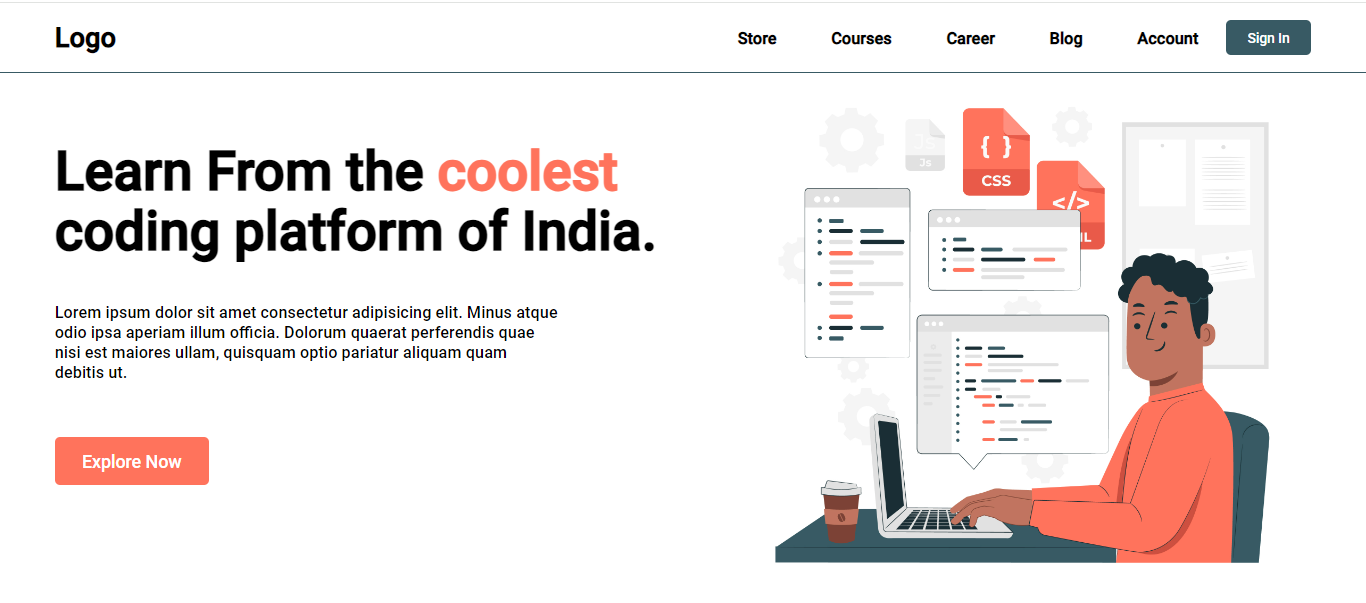 Logo
Store Courses Career Blog Account Sign In
Learn From the coolest
coding platform of India.
Lorem ipsum dolor sit amet consectetur adipisicing elit. Minus atque
odio ipsa aperiam illum officia. Dolorum quaerat perferendis quae
nisi est maiores ullam, quisquam optio pariatur aliquam quam
debitis ut.
Explore Now
Js
Js
{ }
CSS
</>